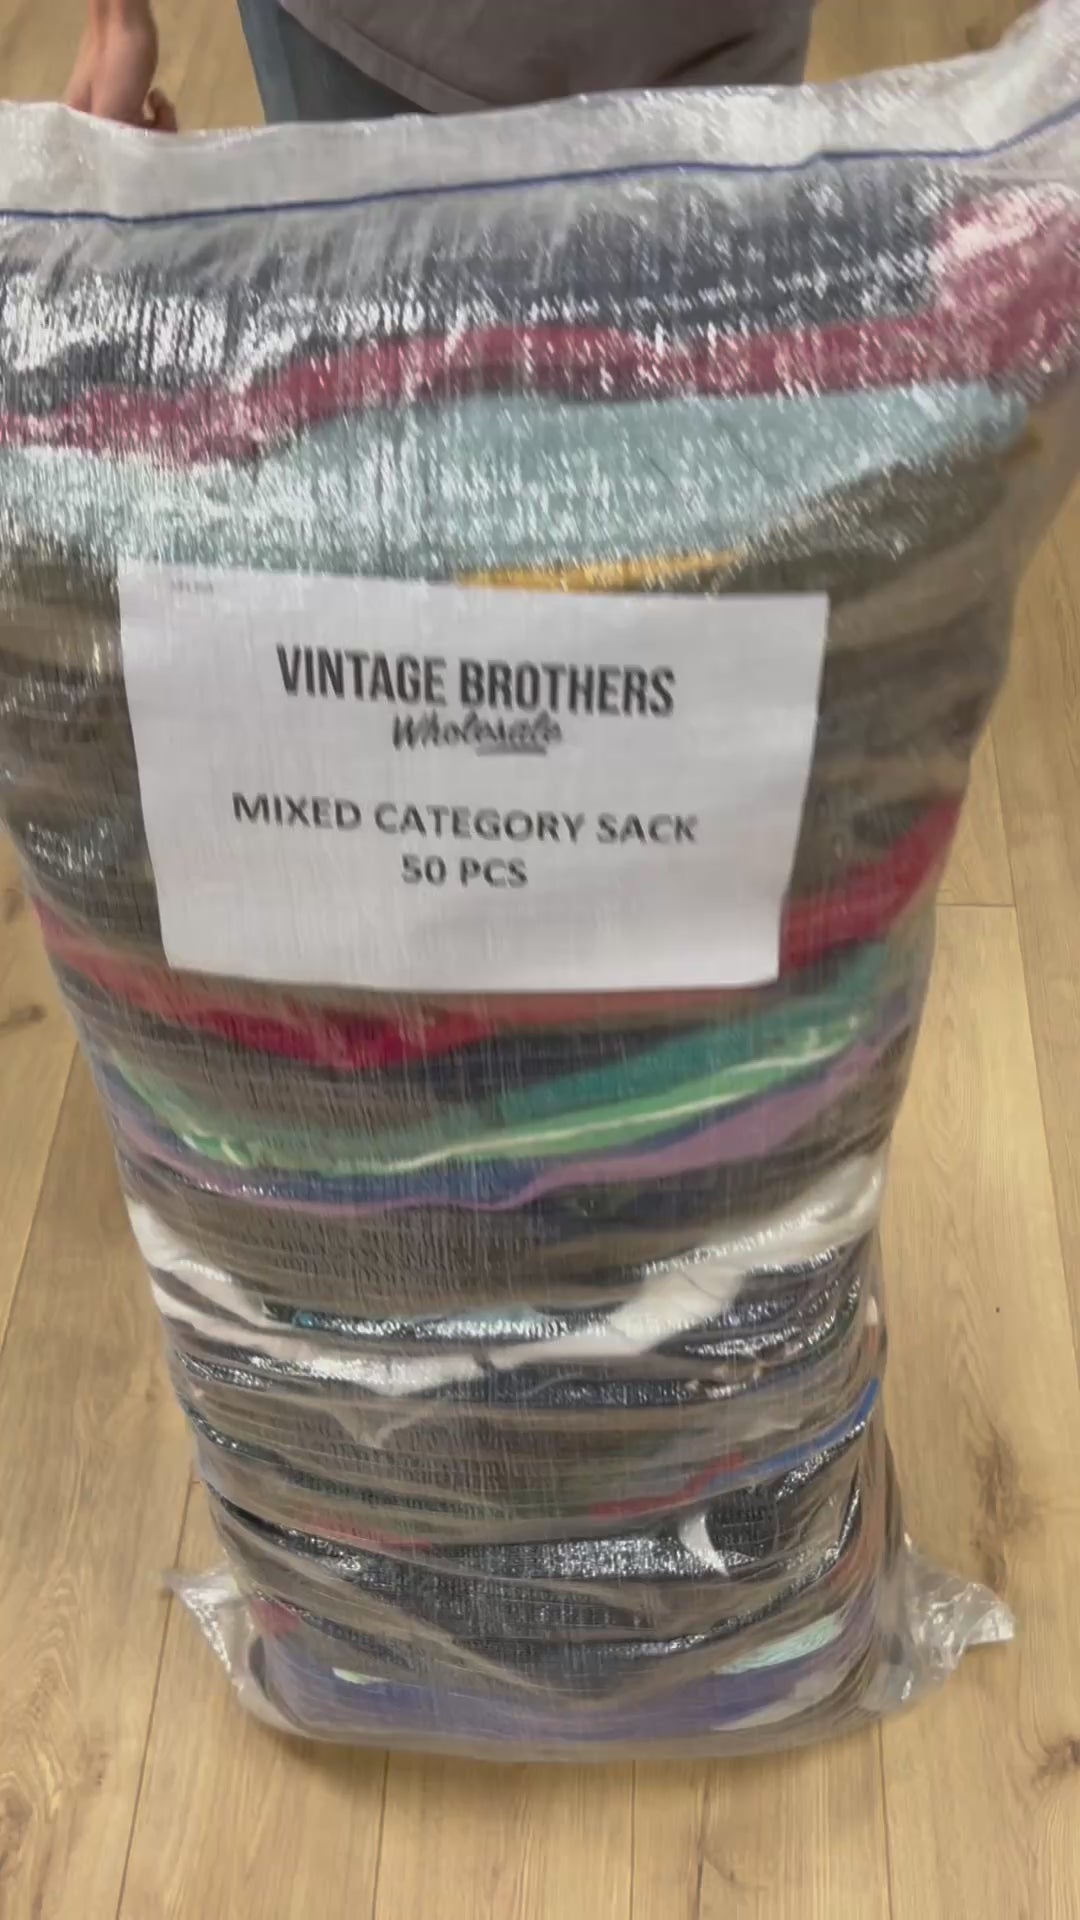 VINTAGE BROTHERS
Wholesale
MIXED CATEGORY SACK
50 PCS